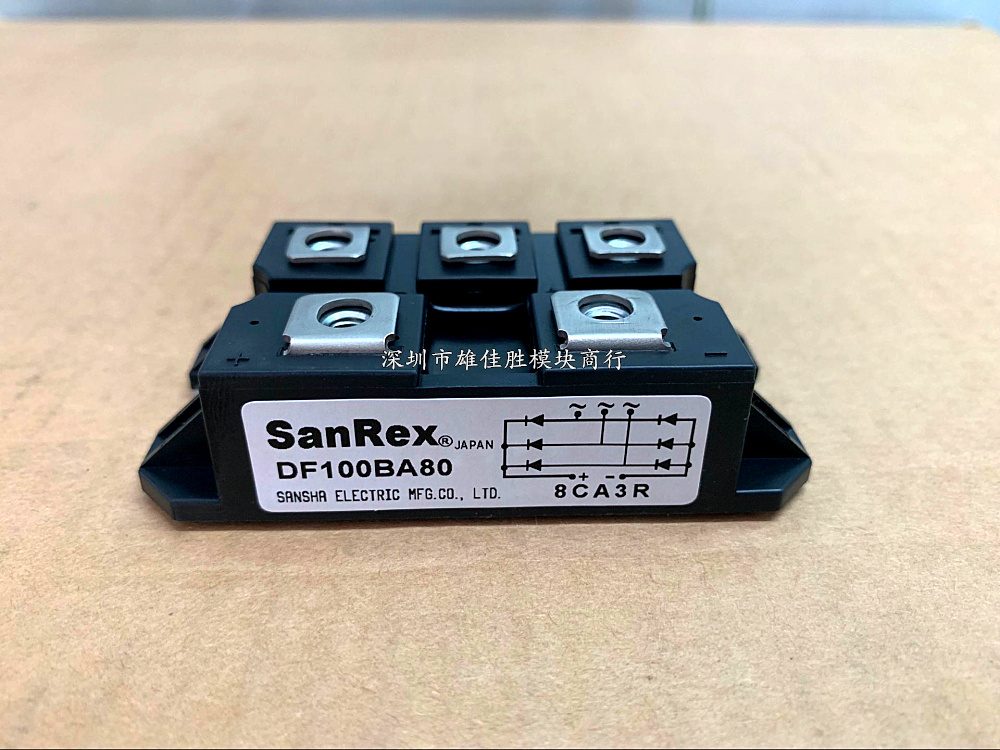 + −
深圳市雄佳胜模块商行
SanRex® JAPAN
DF100BA80
SANSHA ELECTRIC MFG.CO., LTD.
~ ~ ~
+ −
8CA3R